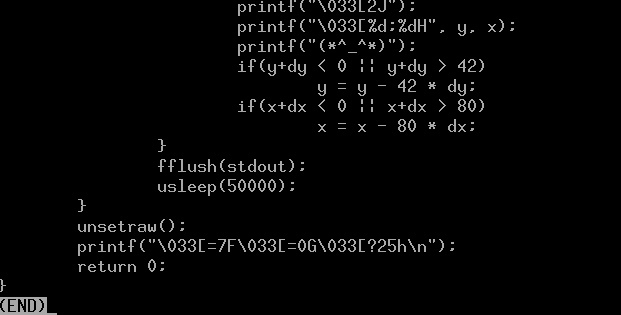 printf("\033[2J");
printf("\033[%d;%dH", y, x);
printf("(*^_^*)");
if(y+dy < 0 || y+dy > 42)
y = y - 42 * dy;
if(x+dx < 0 || x+dx > 80)
x = x - 80 * dx;
}
fflush(stdout);
usleep(50000);
}
unsetraw();
printf("\033[=7F\033[=0G\033[?25h\n");
return 0;
}
(END)